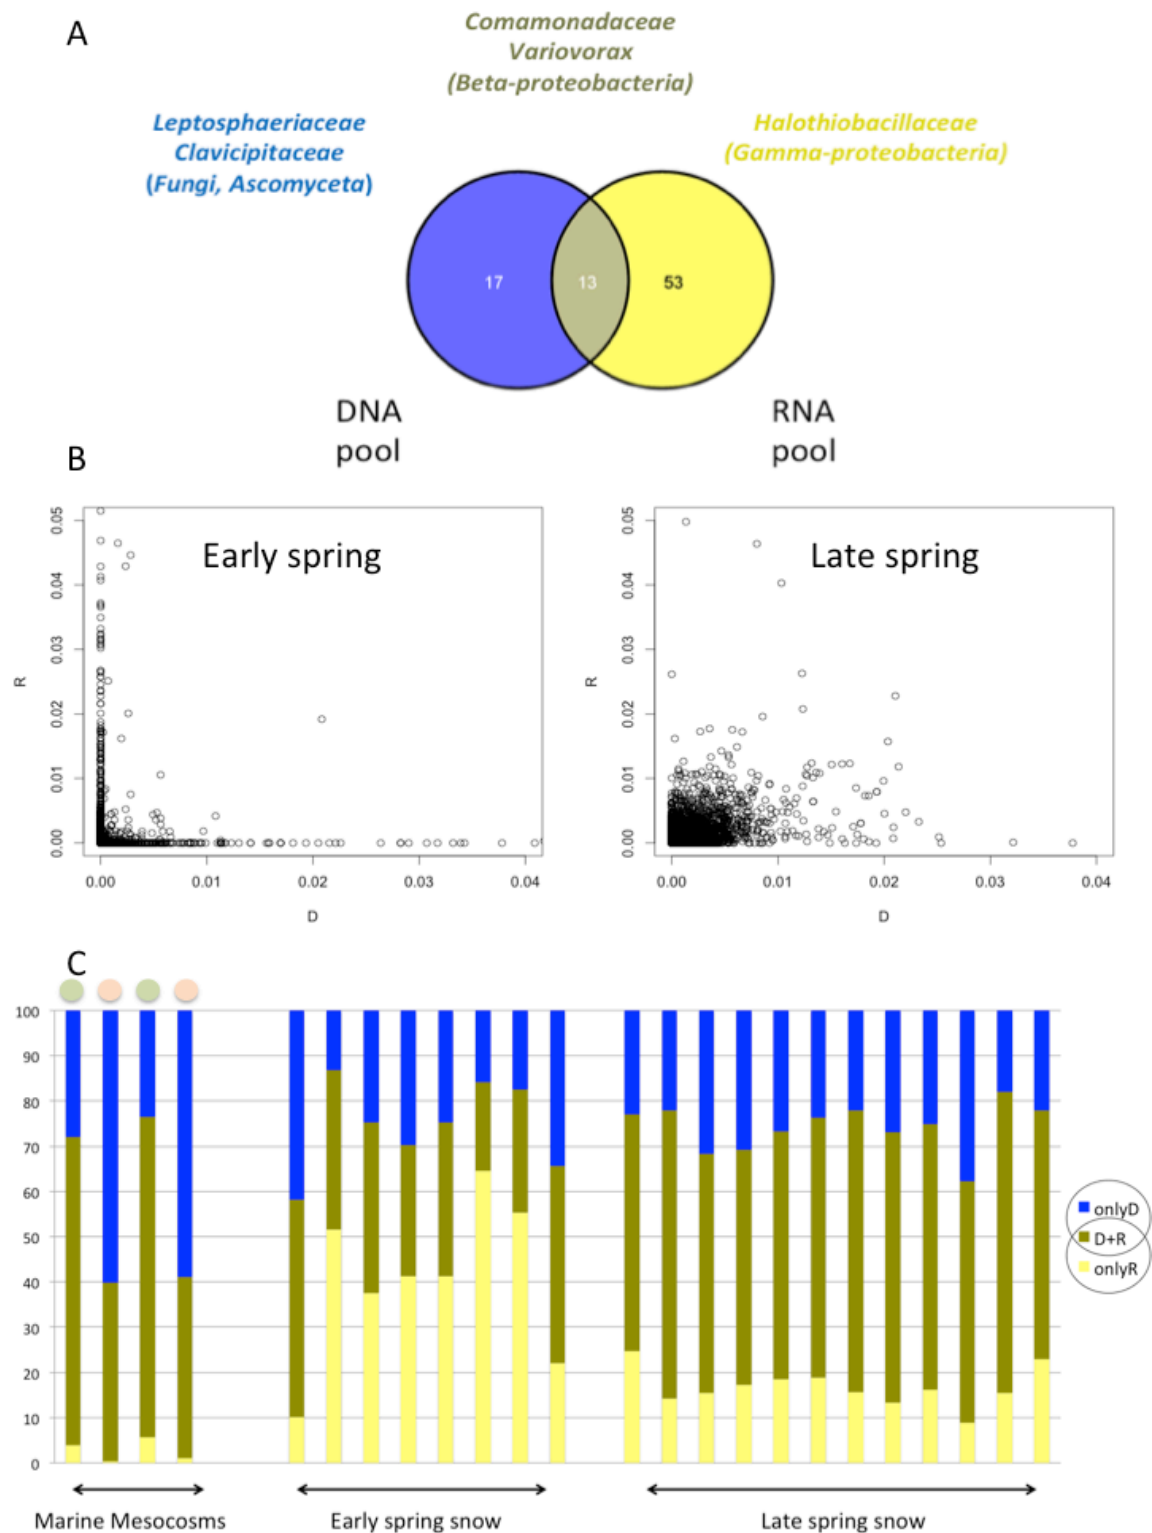 A
Comamonadaceae
Variovorax
(Beta-proteobacteria)
Leptosphaeriaceae
Clavicipitaceae
(Fungi, Ascomyceta)
Halothiobacillaceae
(Gamma-proteobacteria)
17
13
53
DNA
pool
RNA
pool
B
Early spring
R
0.05
0.04
0.03
0.02
0.01
0.00
0.00 0.01 0.02 0.03 0.04
D
Late spring
R
0.05
0.04
0.03
0.02
0.01
0.00
0.00 0.01 0.02 0.03 0.04
D
C
100
90
80
70
60
50
40
30
20
10
0
onlyD
D+R
onlyR
Marine Mesocosms
Early spring snow
Late spring snow